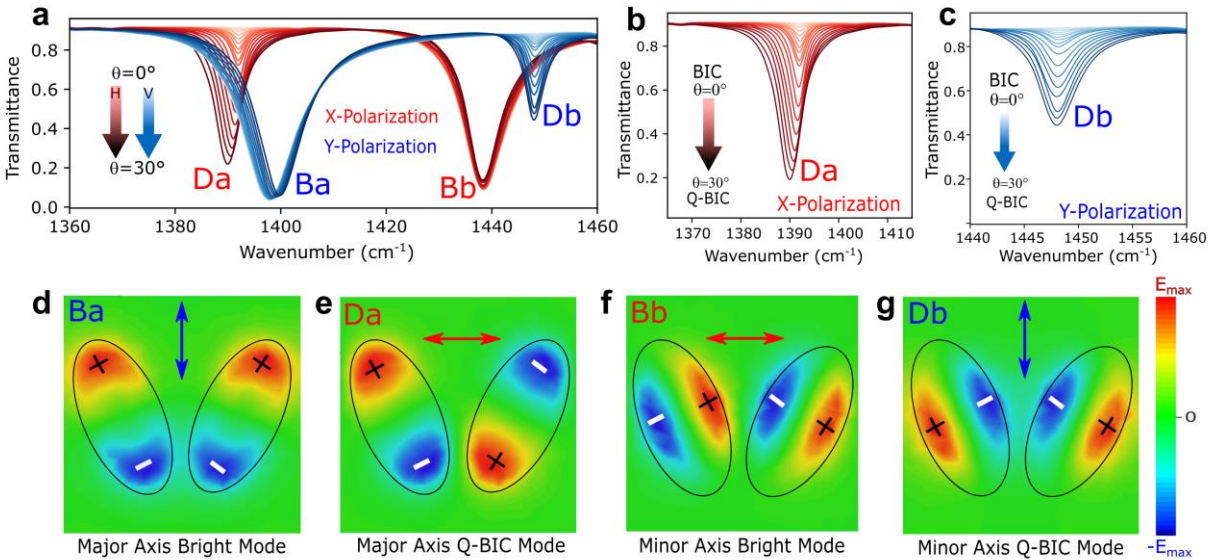 a
Transmittance
0.8
0.6
0.4
0.2
0.0
θ=0°
H V
θ=30°
X-Polarization
Y-Polarization
Da
Ba
Bb
Db
1360 1380 1400 1420 1440 1460
Wavenumber (cm⁻¹)
b
Transmittance
0.8
0.6
0.4
0.2
BIC
θ=0°
θ=30°
Q-BIC
Da
X-Polarization
1370 1380 1390 1400 1410
Wavenumber (cm⁻¹)
c
Transmittance
0.8
0.6
0.4
0.2
BIC
θ=0°
θ=30°
Q-BIC
Db
Y-Polarization
1440 1445 1450 1455 1460
Wavenumber (cm⁻¹)
d
Ba
+ +
− −
Major Axis Bright Mode
e
Da
+ −
− +
Major Axis Q-BIC Mode
f
Bb
− + − +
Minor Axis Bright Mode
g
Db
+ − − +
Minor Axis Q-BIC Mode
Emax
0
-Emax